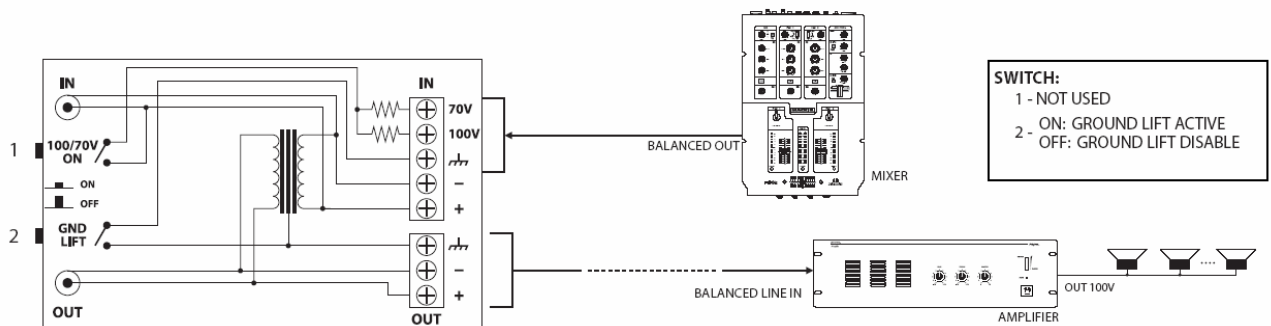 IN
IN
70V
100V
1
100/70V
ON
−
ON
OFF
+
2
GND
LIFT
−
+
OUT
OUT
BALANCED OUT
MIXER
BALANCED LINE IN
AMPLIFIER
OUT 100V
SWITCH:
1 - NOT USED
2 - ON: GROUND LIFT ACTIVE
OFF: GROUND LIFT DISABLE